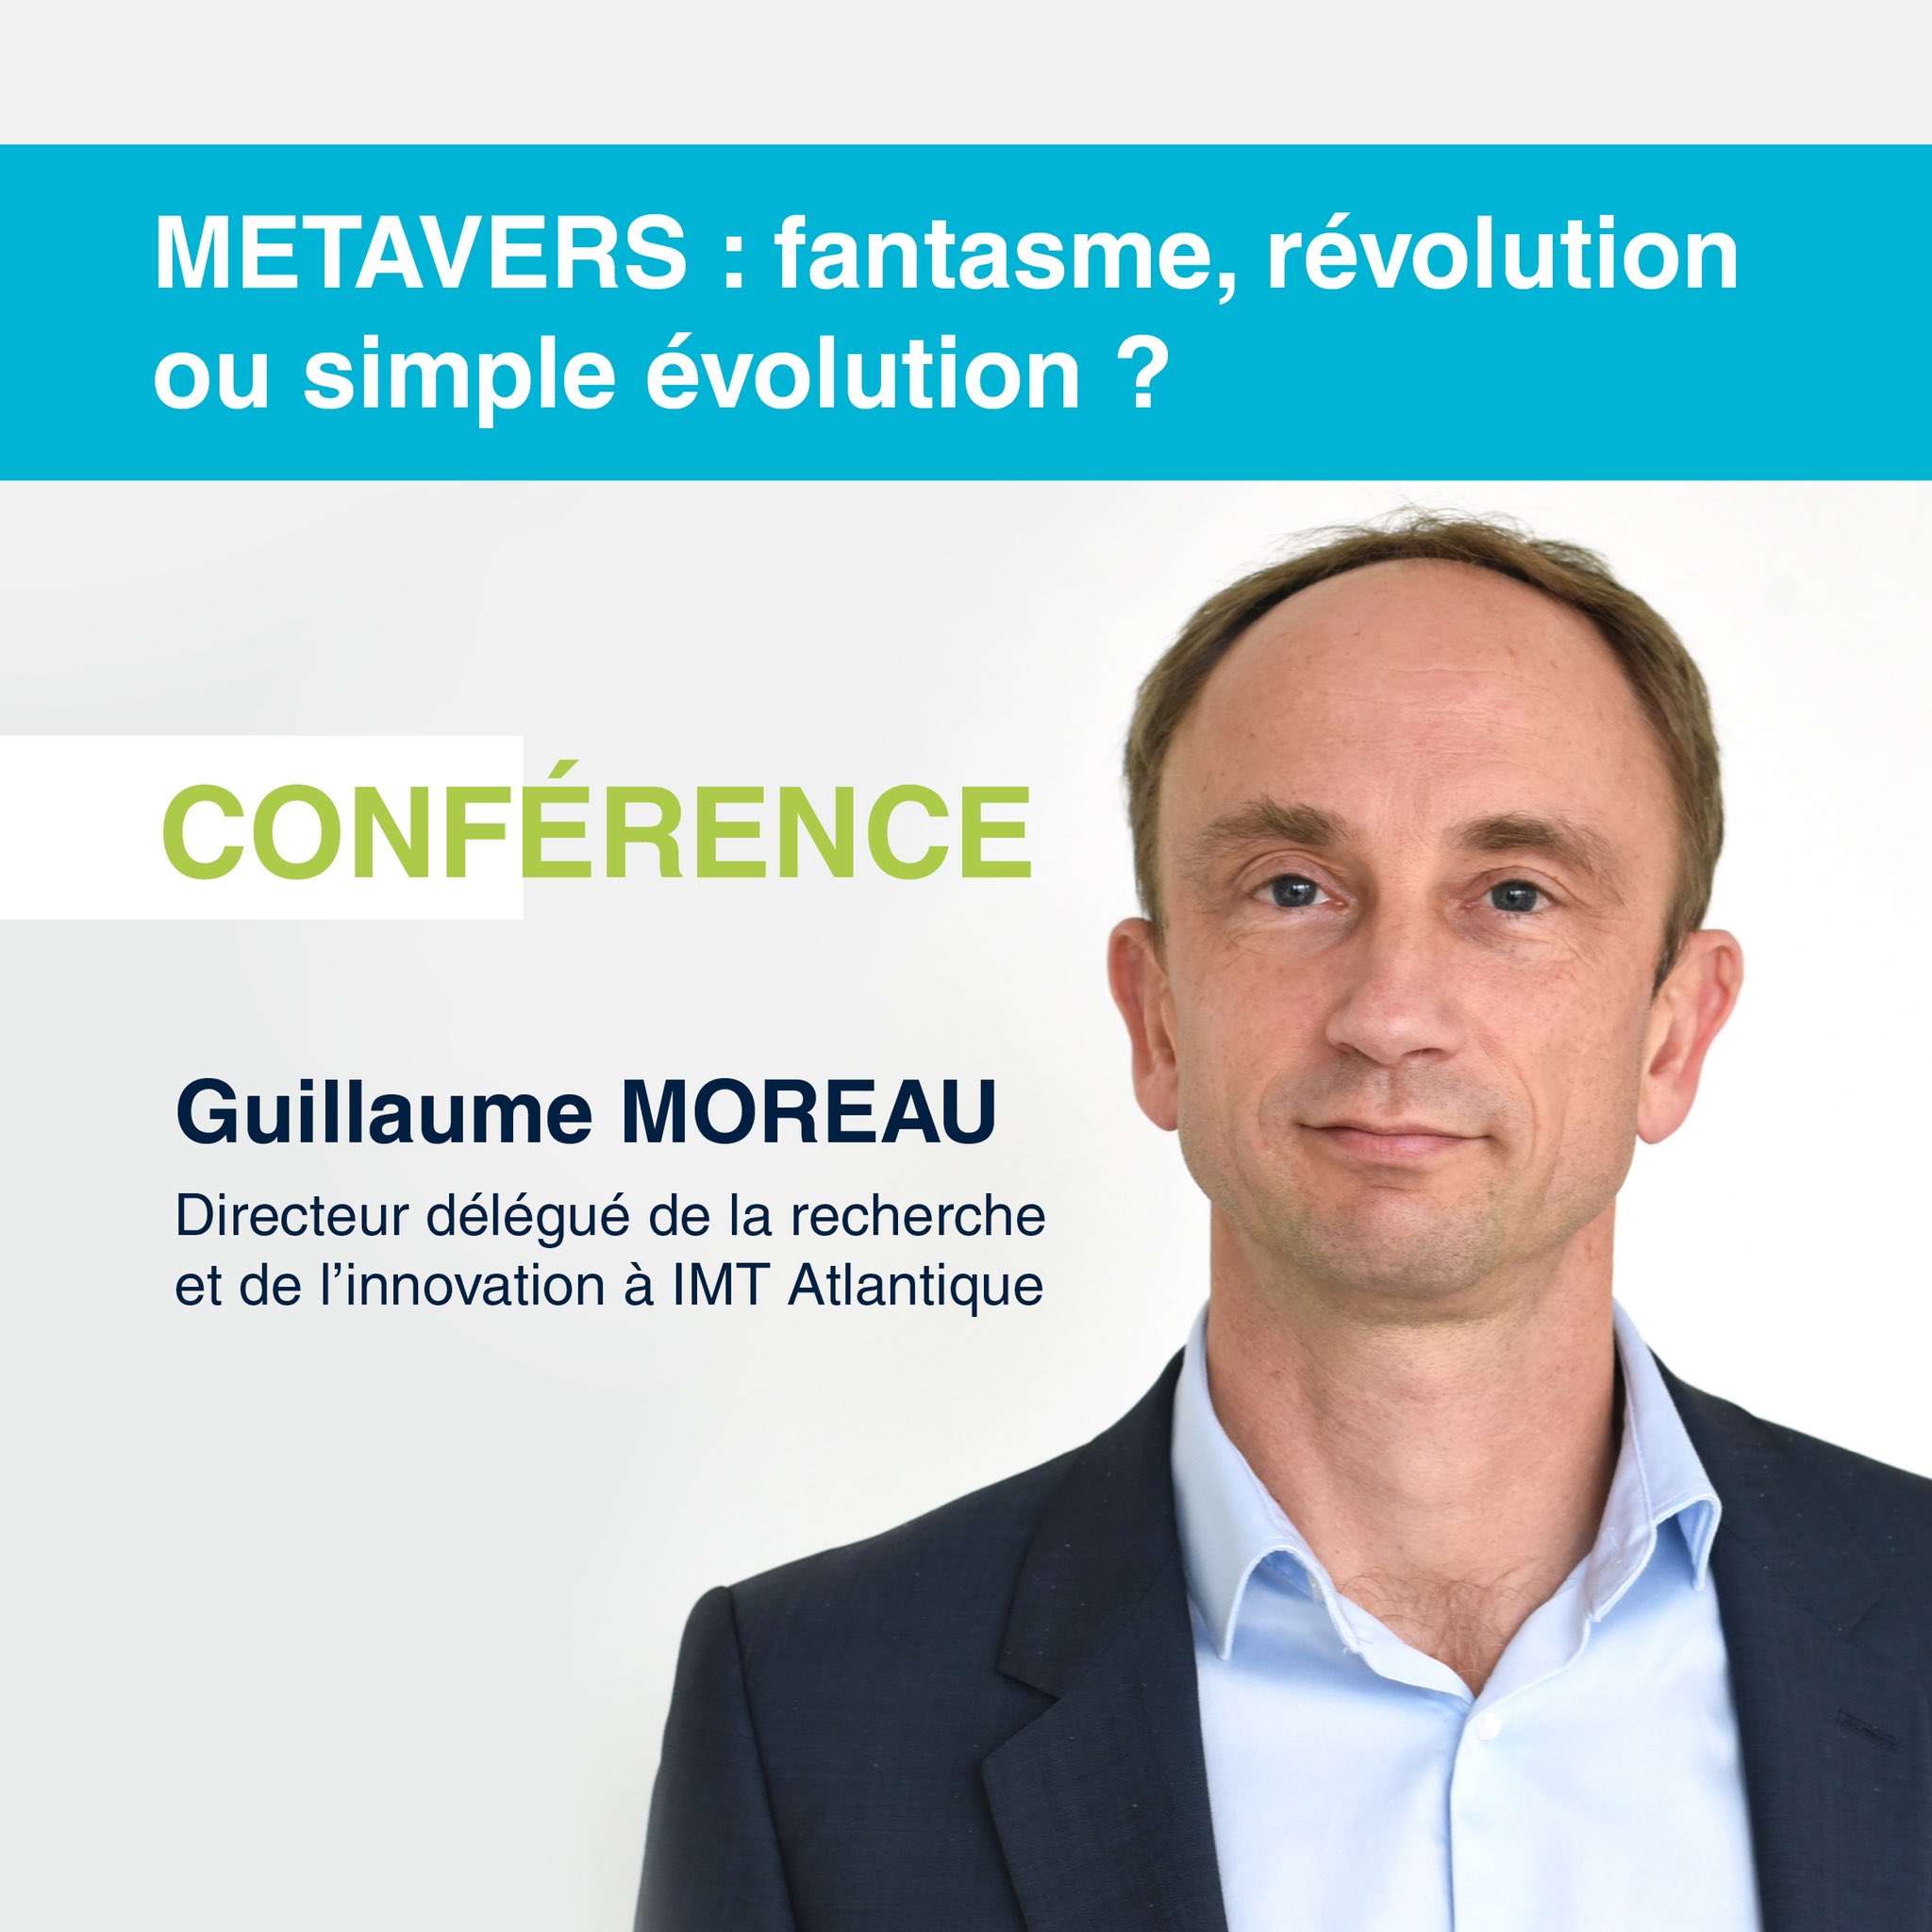 METAVERS : fantasme, révolution
ou simple évolution ?
CONFÉRENCE
Guillaume MOREAU
Directeur délégué de la recherche
et de l’innovation à IMT Atlantique